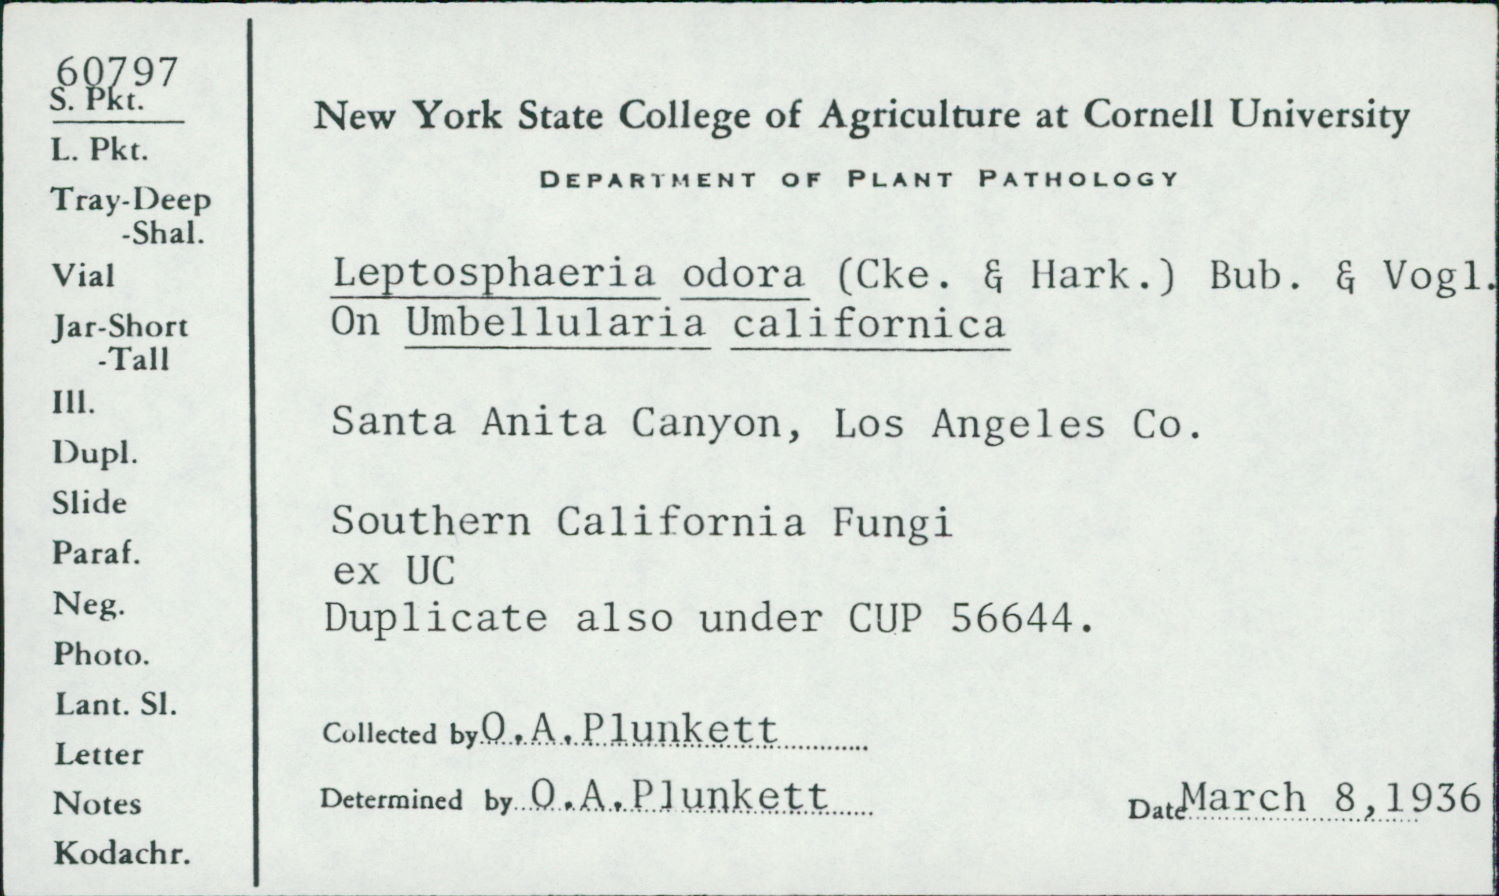 60797
S. Pkt.
L. Pkt.
Tray-Deep
-Shal.
Vial
Jar-Short
-Tall
Ill.
Dupl.
Slide
Paraf.
Neg.
Photo.
Lant. Sl.
Letter
Notes
Kodachr.
New York State College of Agriculture at Cornell University
DEPARTMENT OF PLANT PATHOLOGY
Leptosphaeria odora (Cke. & Hark.) Bub. & Vogl.
On Umbellularia californica
Santa Anita Canyon, Los Angeles Co.
Southern California Fungi
ex UC
Duplicate also under CUP 56644.
Collected by O.A.Plunkett
Determined by O.A.Plunkett
Date March 8,1936